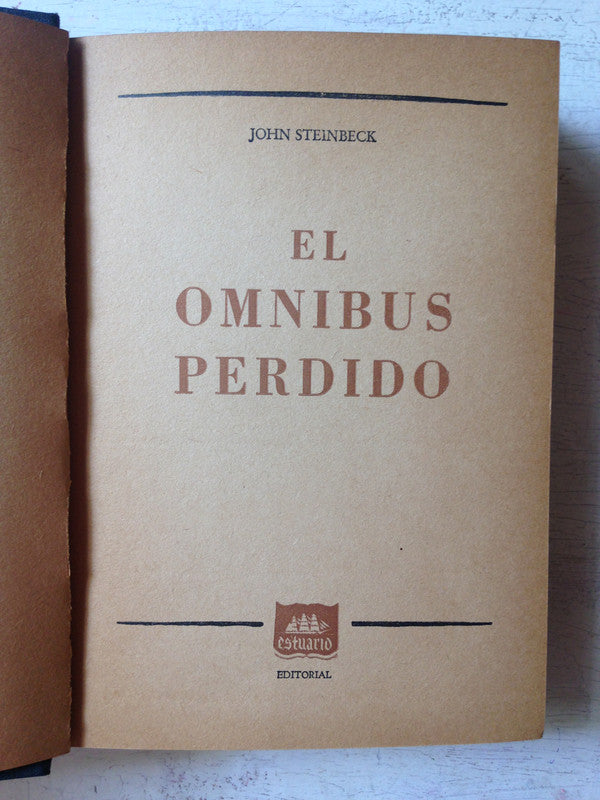 JOHN STEINBECK
EL
OMNIBUS
PERDIDO
estuario
EDITORIAL